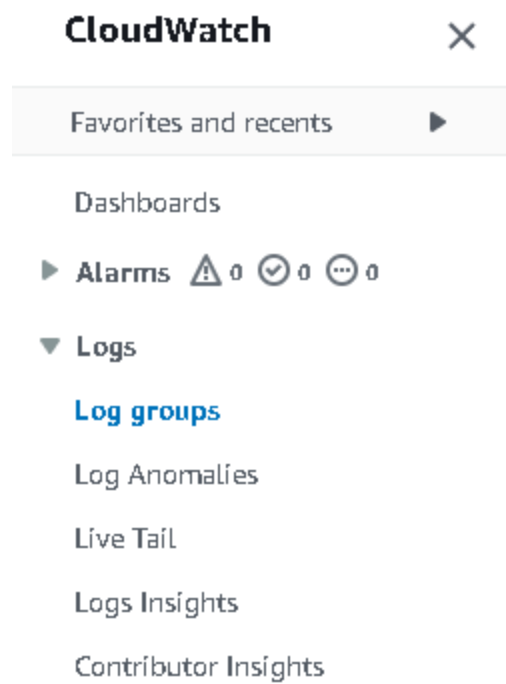 CloudWatch
Favorites and recents
Dashboards
Alarms 0 0 0
Logs
Log groups
Log Anomalies
Live Tail
Logs Insights
Contributor Insights